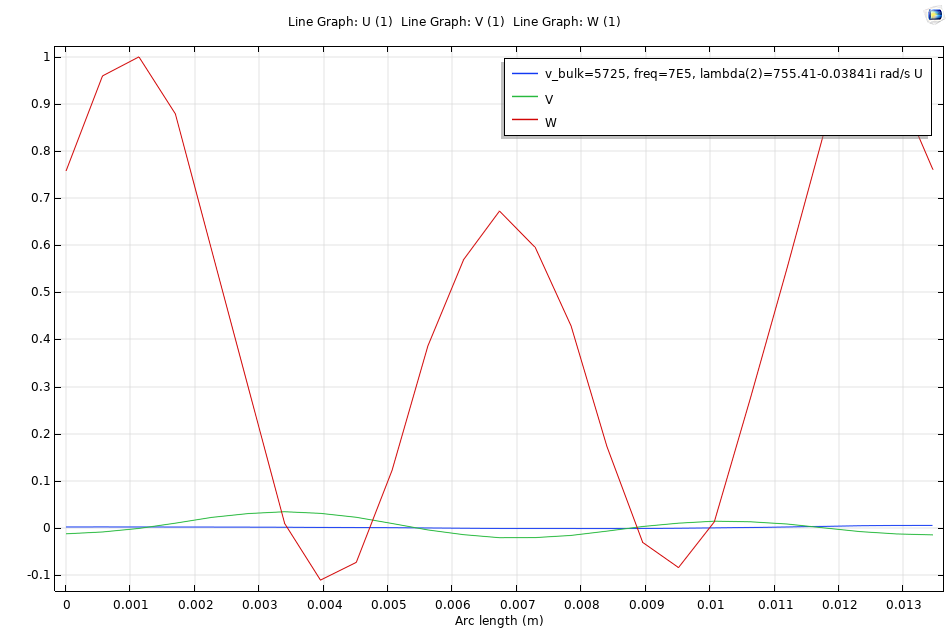 Line Graph: U (1) Line Graph: V (1) Line Graph: W (1)
v_bulk=5725, freq=7E5, lambda(2)=755.41-0.03841i rad/s U
V
W
1
0.9
0.8
0.7
0.6
0.5
0.4
0.3
0.2
0.1
0
-0.1
0 0.001 0.002 0.003 0.004 0.005 0.006 0.007 0.008 0.009 0.01 0.011 0.012 0.013
Arc length (m)